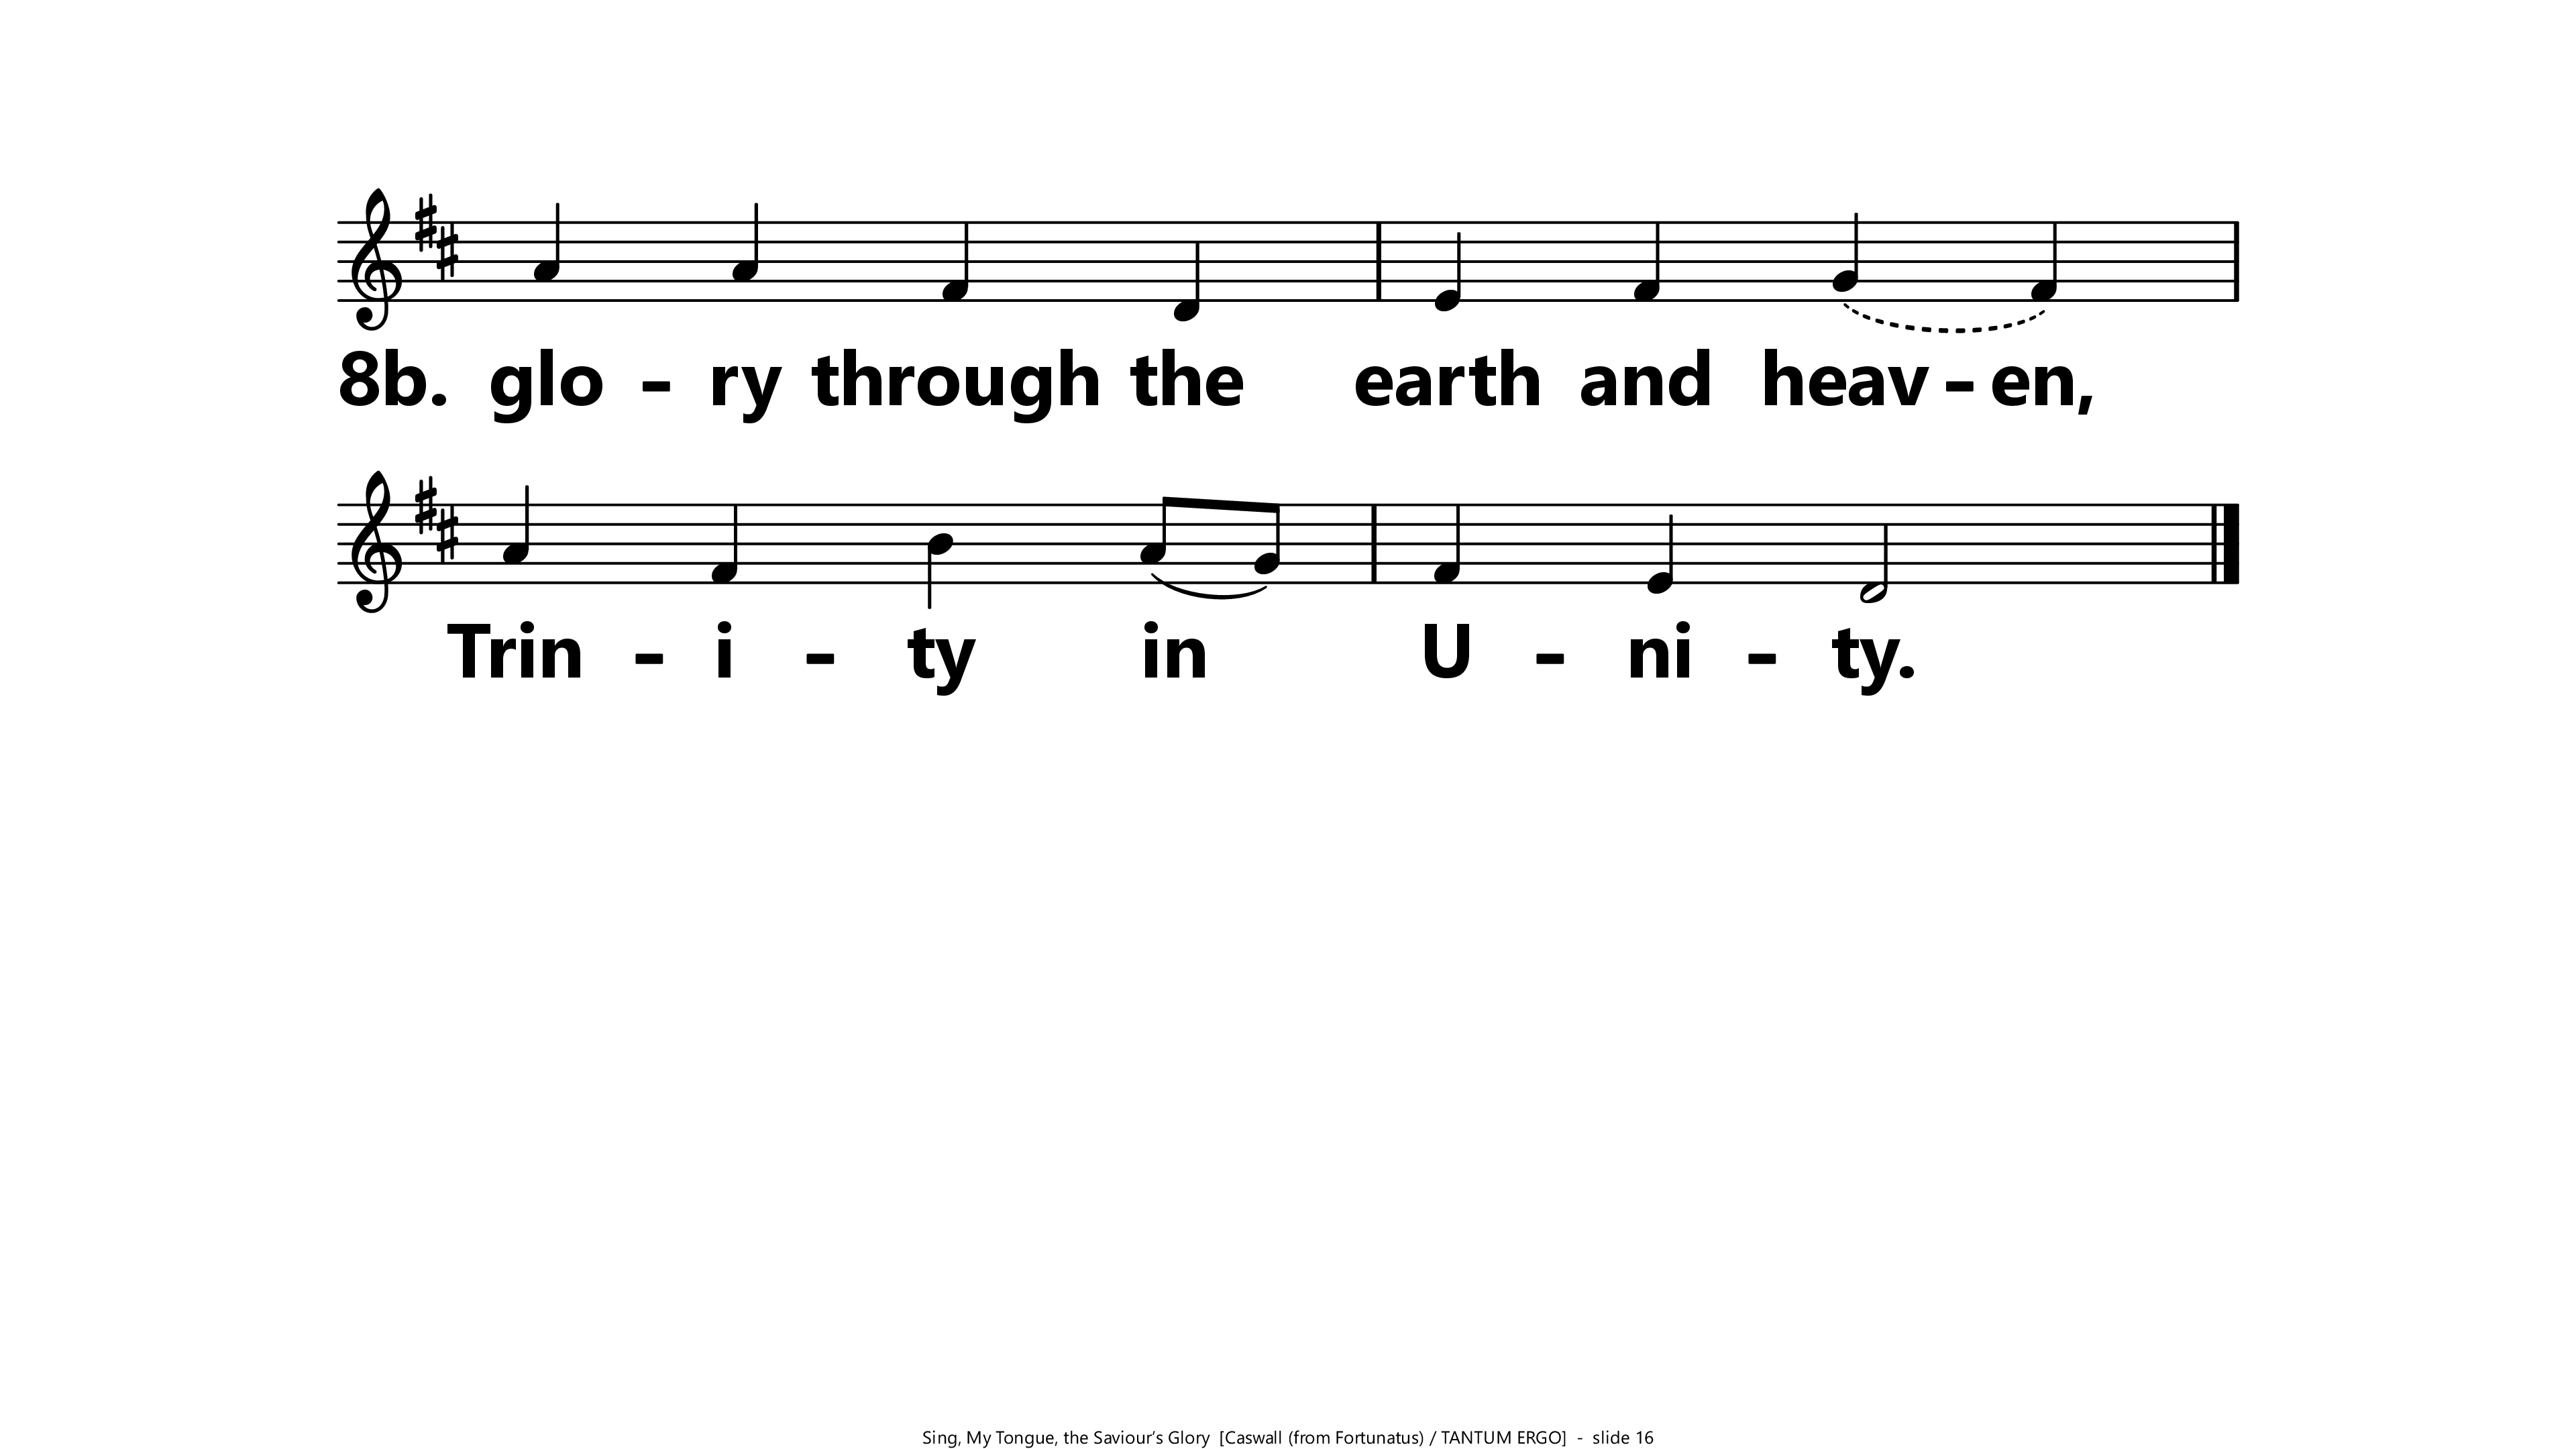 8b. glo - ry through the earth and heav - en,
Trin - i - ty in U - ni - ty.
Sing, My Tongue, the Saviour’s Glory [Caswall (from Fortunatus) / TANTUM ERGO] - slide 16